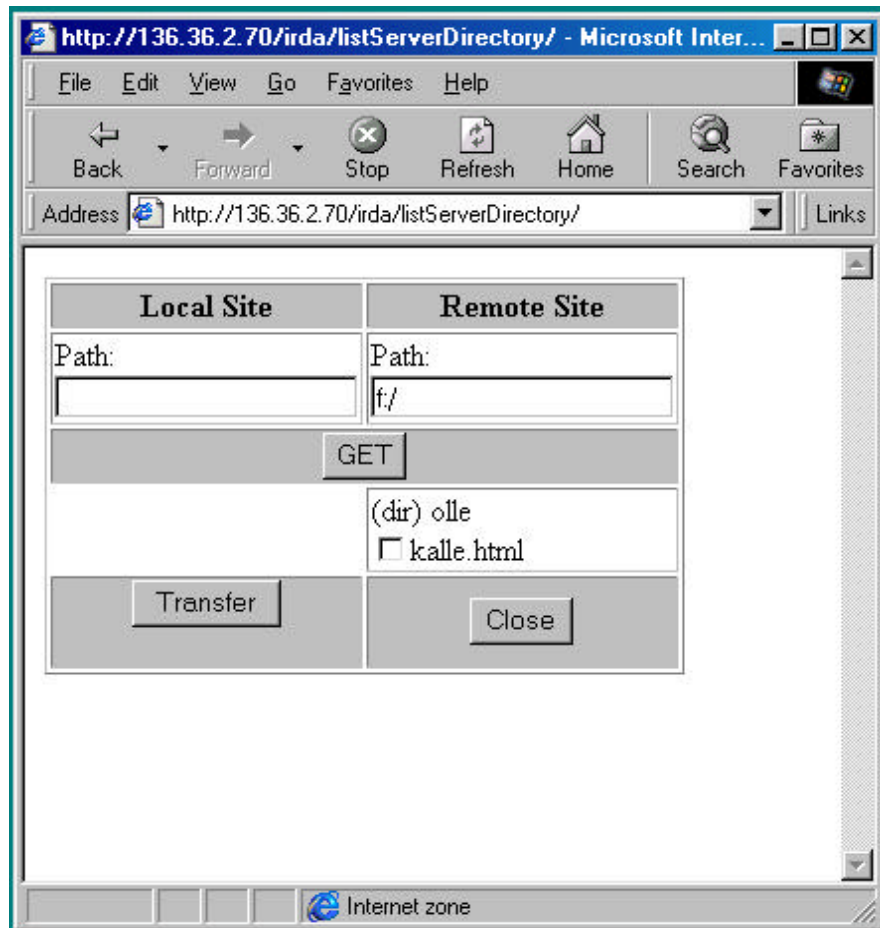 http://136.36.2.70/irda/listServerDirectory/ - Microsoft Inter...
File Edit View Go Favorites Help
Back Forward Stop Refresh Home Search Favorites
Address http://136.36.2.70/irda/listServerDirectory/ Links
Local Site Remote Site
Path: Path:
f:/
GET
(dir) olle
kalle.html
Transfer Close
Internet zone